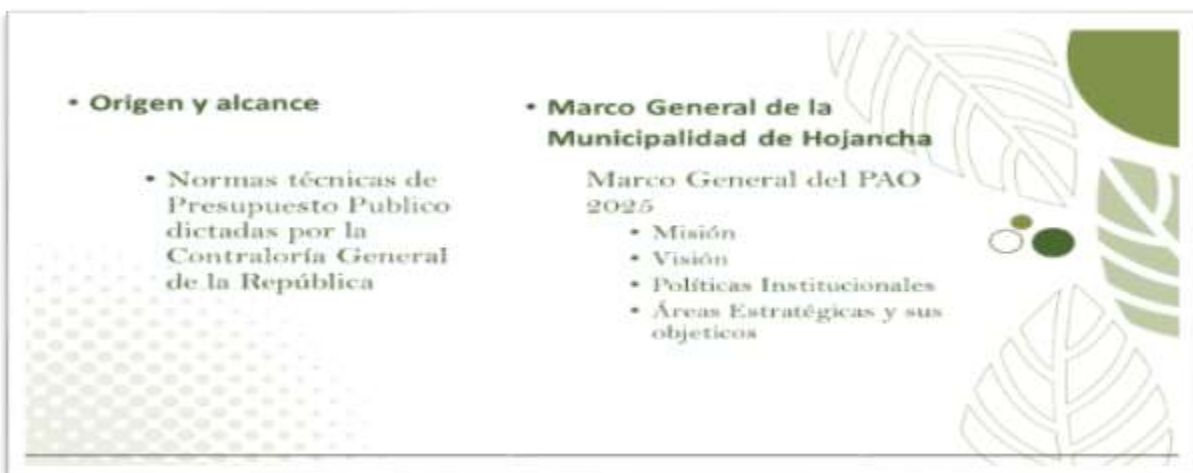 • Origen y alcance
• Normas técnicas de
Presupuesto Publico
dictadas por la
Contraloría General
de la República
• Marco General de la
Municipalidad de Hojancha
Marco General del PAO
2025
• Misión
• Visión
• Políticas Institucionales
• Áreas Estratégicas y sus
objeticos